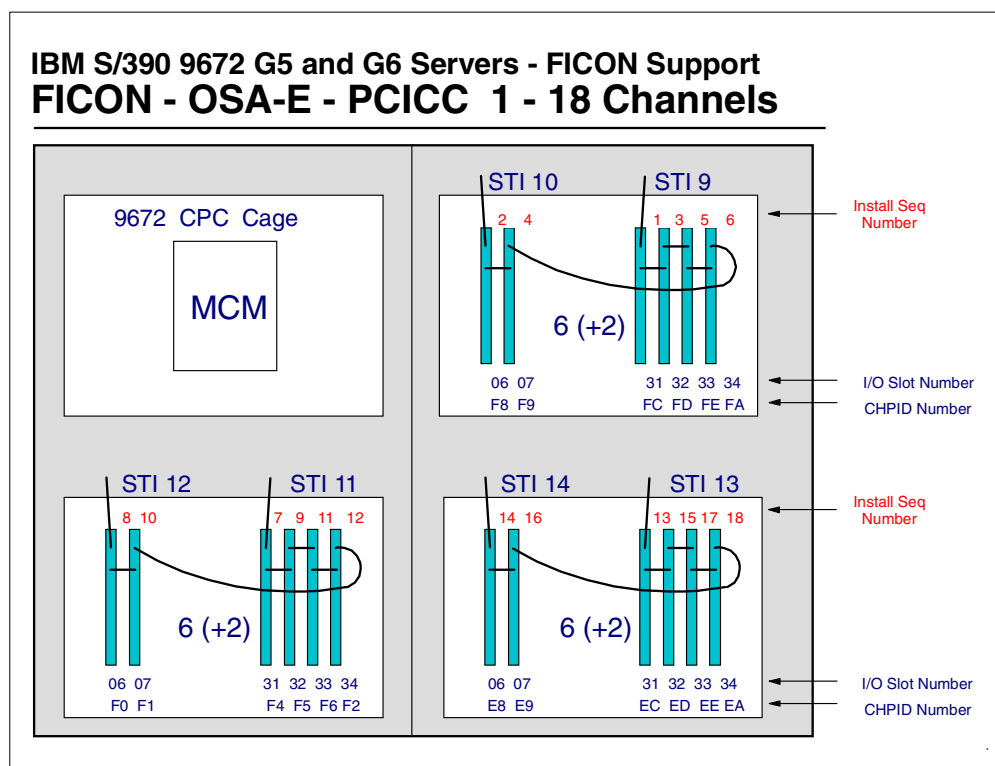 IBM S/390 9672 G5 and G6 Servers - FICON Support
FICON - OSA-E - PCICC 1 - 18 Channels
9672 CPC Cage
MCM
STI 10 STI 9
2 4 1 3 5 6
Install Seq
Number
6 (+2)
06 07 31 32 33 34
I/O Slot Number
F8 F9 FC FD FE FA
CHPID Number
STI 12 STI 11
8 10 7 9 11 12
6 (+2)
06 07 31 32 33 34
F0 F1 F4 F5 F6 F2
STI 14 STI 13
14 16 13 15 17 18
Install Seq
Number
6 (+2)
06 07 31 32 33 34
I/O Slot Number
E8 E9 EC ED EE EA
CHPID Number